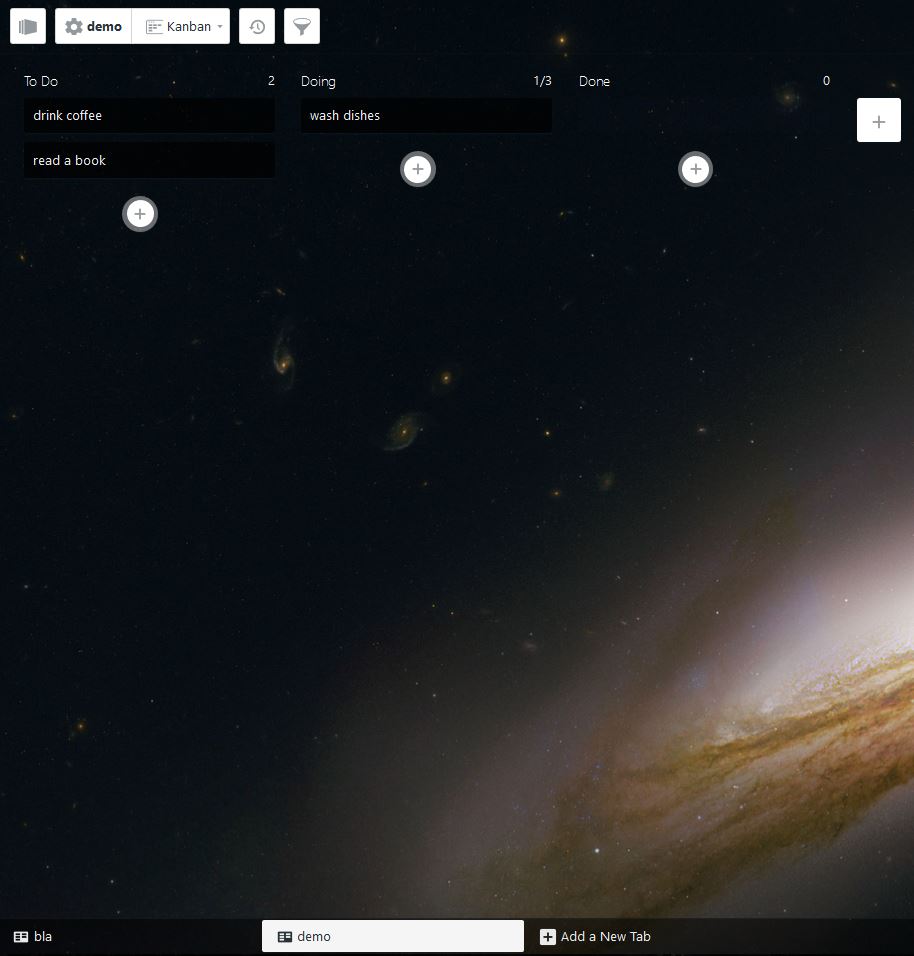 demo Kanban
To Do 2 Doing 1/3 Done 0
drink coffee wash dishes
read a book
bla demo Add a New Tab